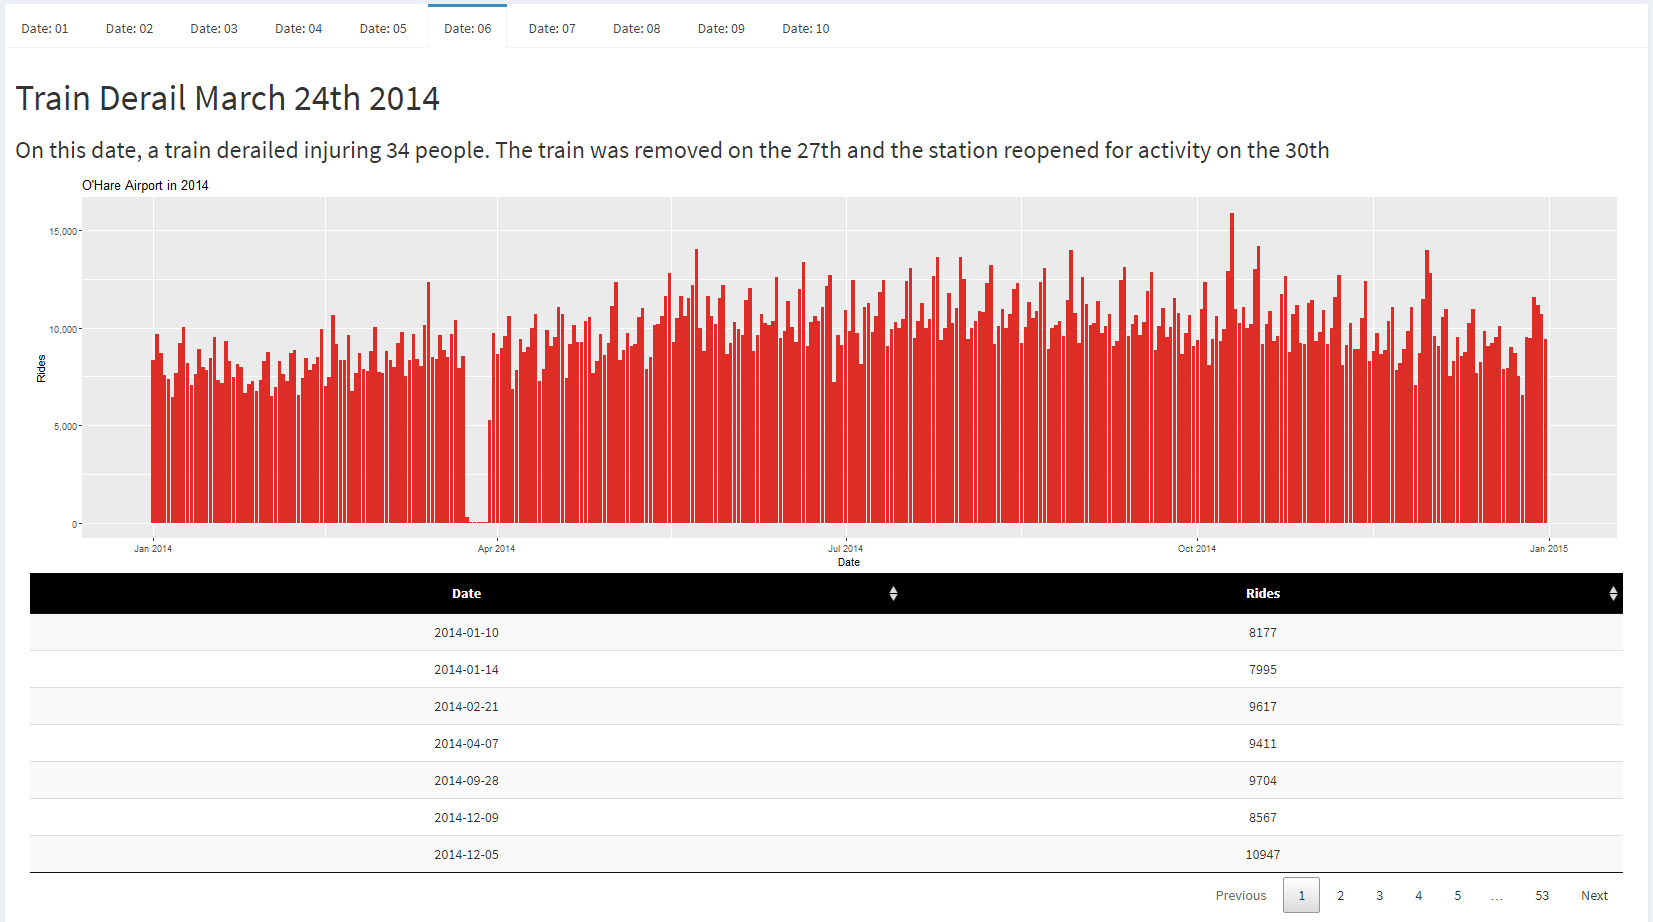 Date: 01 Date: 02 Date: 03 Date: 04 Date: 05 Date: 06 Date: 07 Date: 08 Date: 09 Date: 10
Train Derail March 24th 2014
On this date, a train derailed injuring 34 people. The train was removed on the 27th and the station reopened for activity on the 30th
O'Hare Airport in 2014
Rides
15,000
10,000
5,000
0
Jan 2014 Apr 2014 Jul 2014 Oct 2014 Jan 2015
Date
Date Rides
2014-01-10 8177
2014-01-14 7995
2014-02-21 9617
2014-04-07 9411
2014-09-28 9704
2014-12-09 8567
2014-12-05 10947
Previous 1 2 3 4 5 … 53 Next